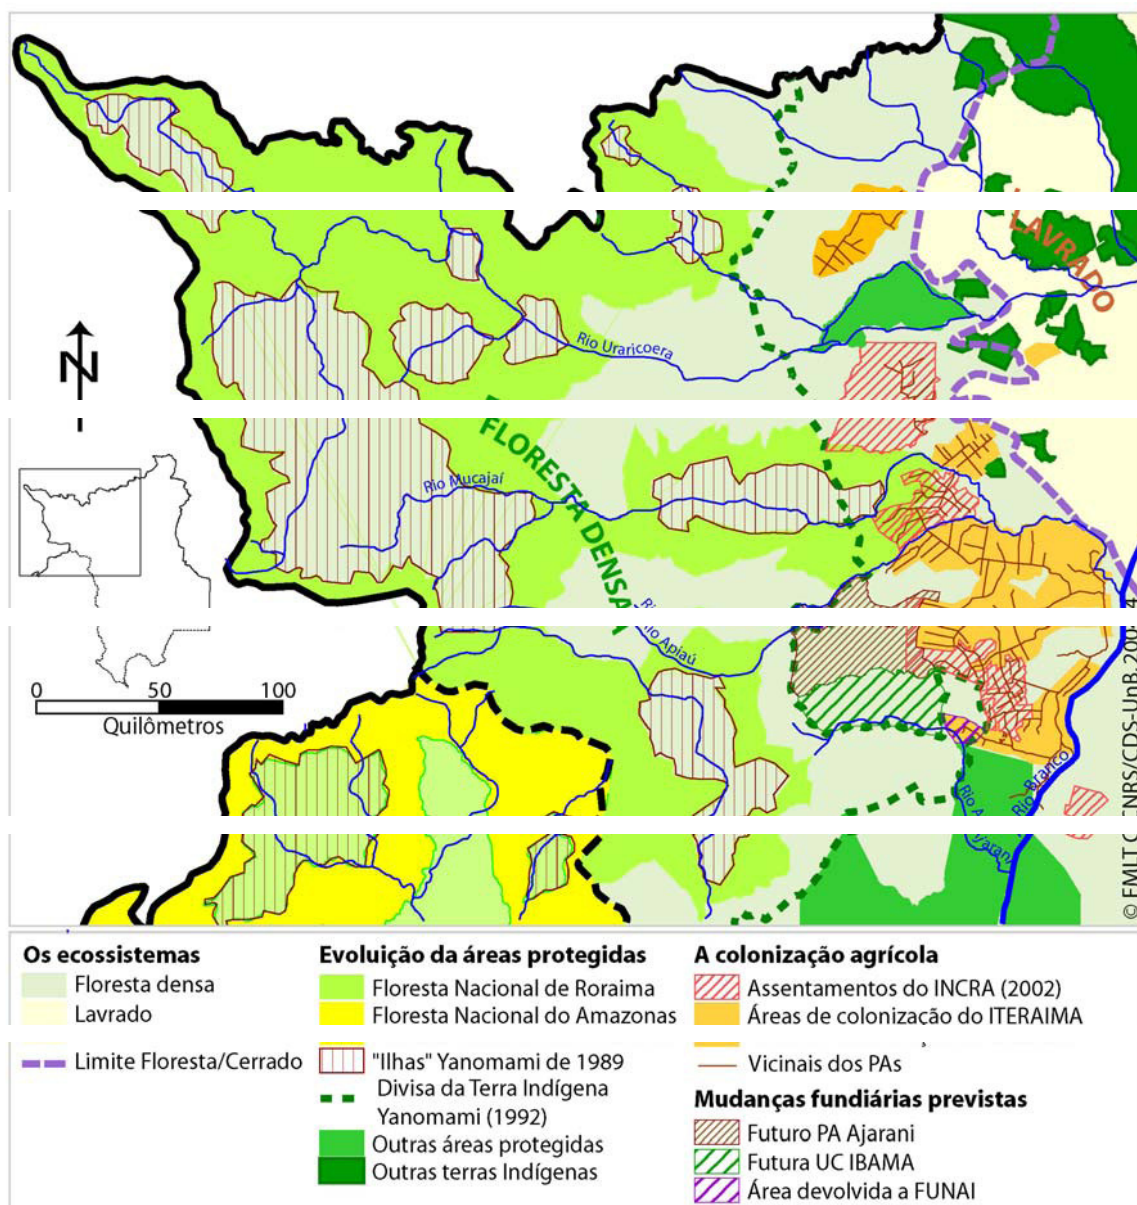 LAVRADO
Rio Uraricoera
N
FLORESTA DENSA
Rio Mucajaí
Apiaú
0 50 100
Quilômetros
Rio Branco
Os ecossistemas
Floresta densa
Lavrado
Limite Floresta/Cerrado
Evoluição da áreas protegidas
Floresta Nacional de Roraima
Floresta Nacional do Amazonas
"Ilhas" Yanomami de 1989
Divisa da Terra Indígena
Yanomami (1992)
Outras áreas protegidas
Outras terras Indígenas
A colonização agrícola
Assentamentos do INCRA (2002)
Áreas de colonização do ITERAIMA
Vicinais dos PAs
Mudanças fundiárias previstas
Futuro PA Ajarani
Futura UC IBAMA
Área devolvida a FUNAI